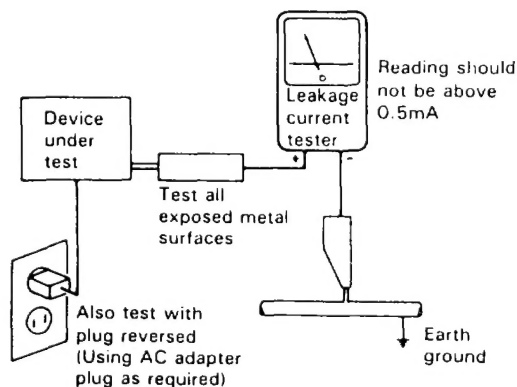 Device
under
test
Leakage
current
tester
+
-
Reading should
not be above
0.5mA
Test all
exposed metal
surfaces
Also test with
plug reversed
(Using AC adapter
plug as required)
Earth
ground